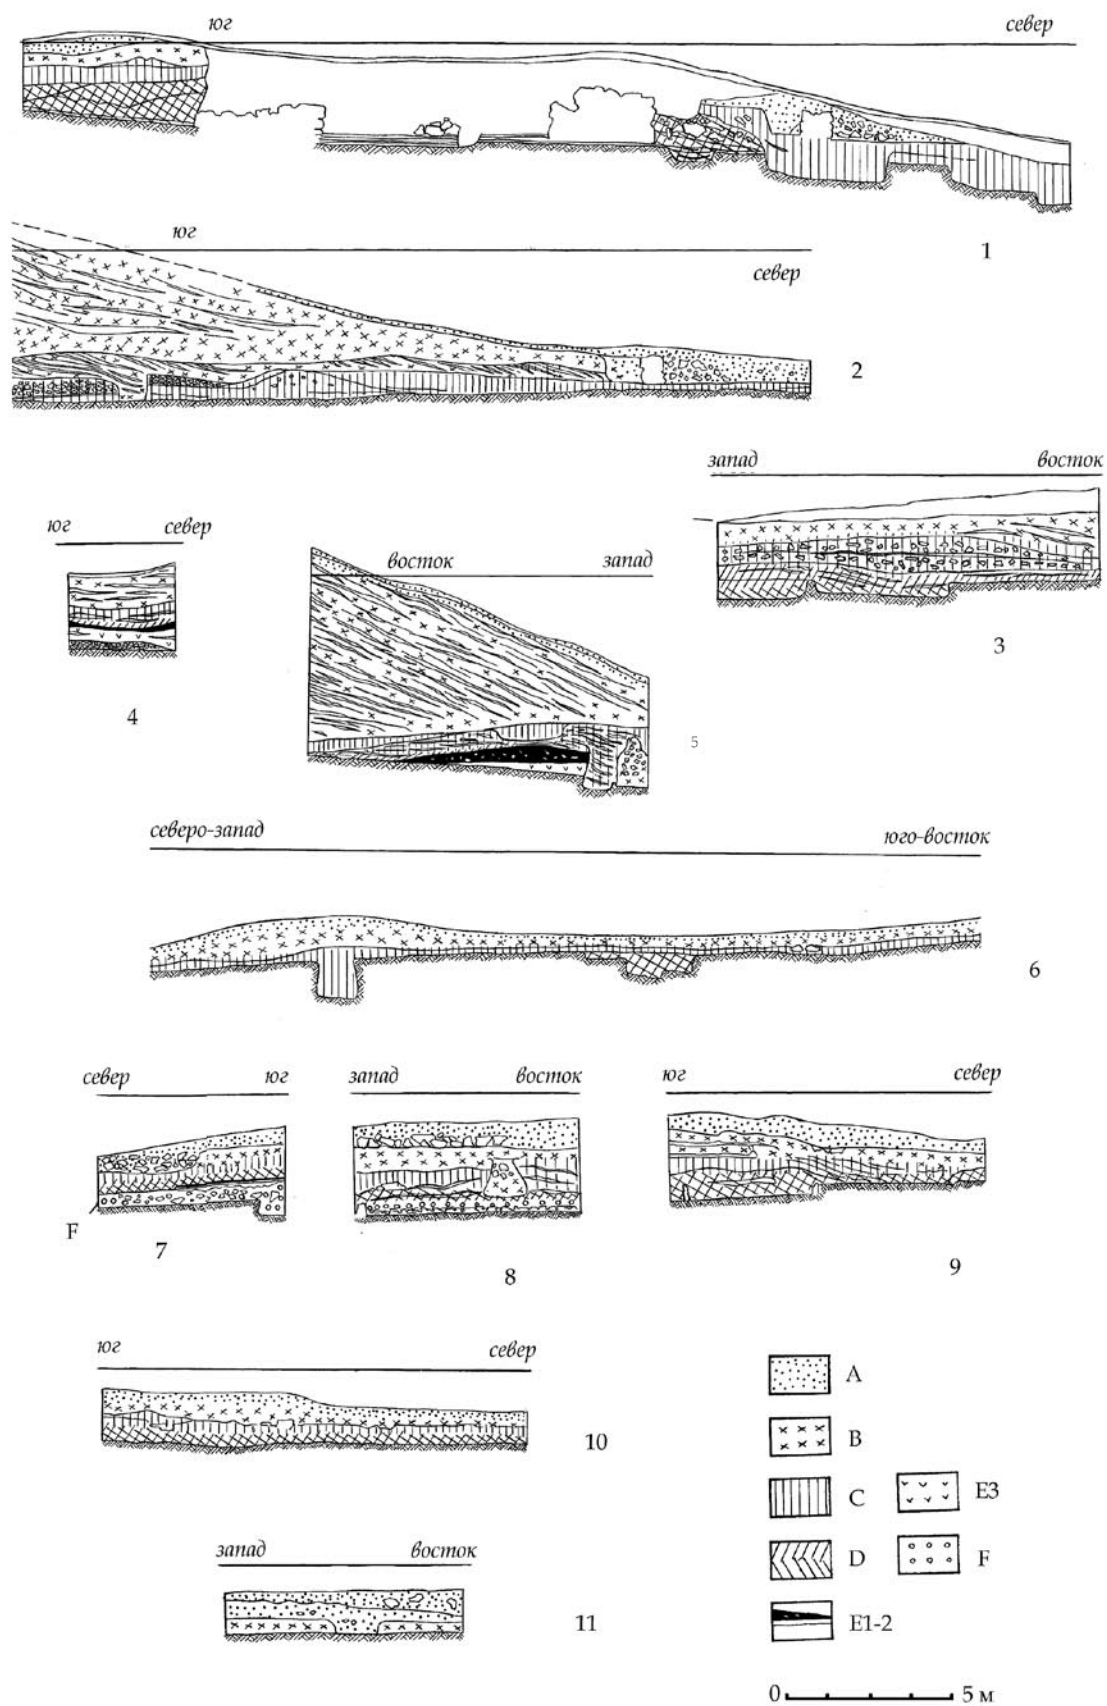 юг север
1
юг
север
2
запад восток
3
юг север
4
восток запад
5
северо-запад юго-восток
6
север юг
F
7
запад восток
8
юг север
9
юг север
10
запад восток
11
A
B
C E3
D F
E1-2
0 5 м